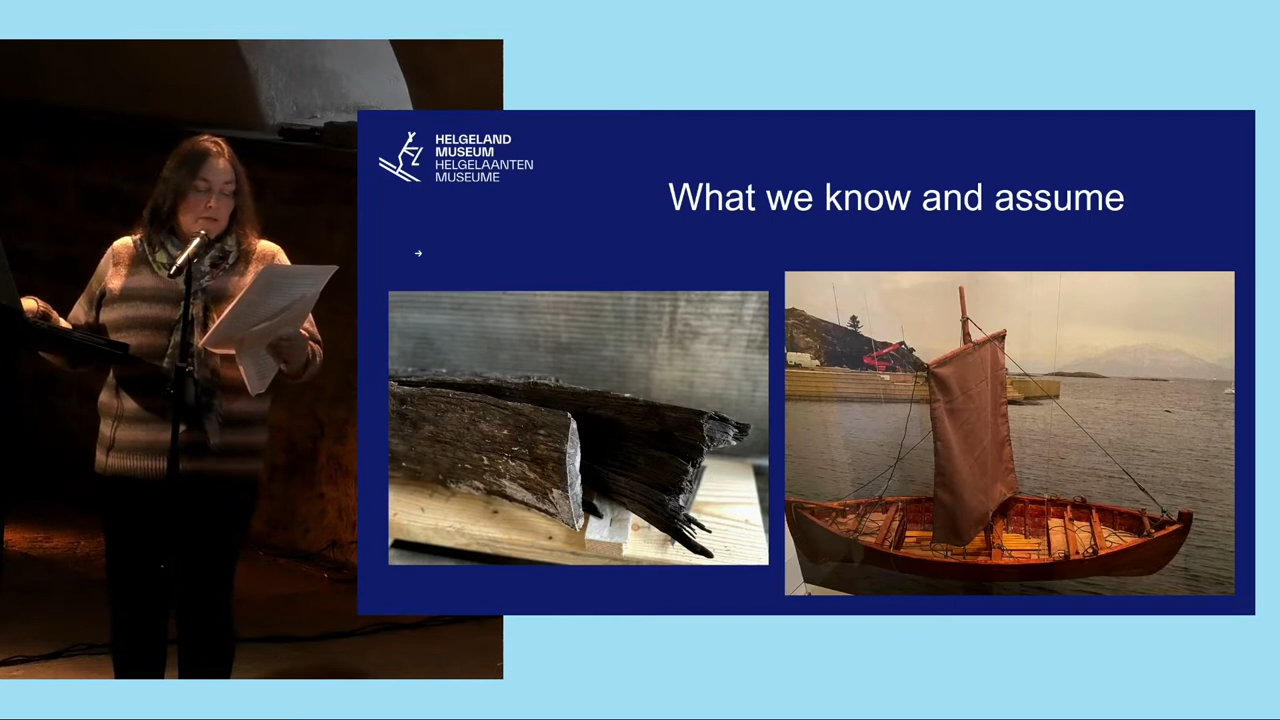 HELGELAND
MUSEUM
HELGELAANTEN
MUSEUME
What we know and assume